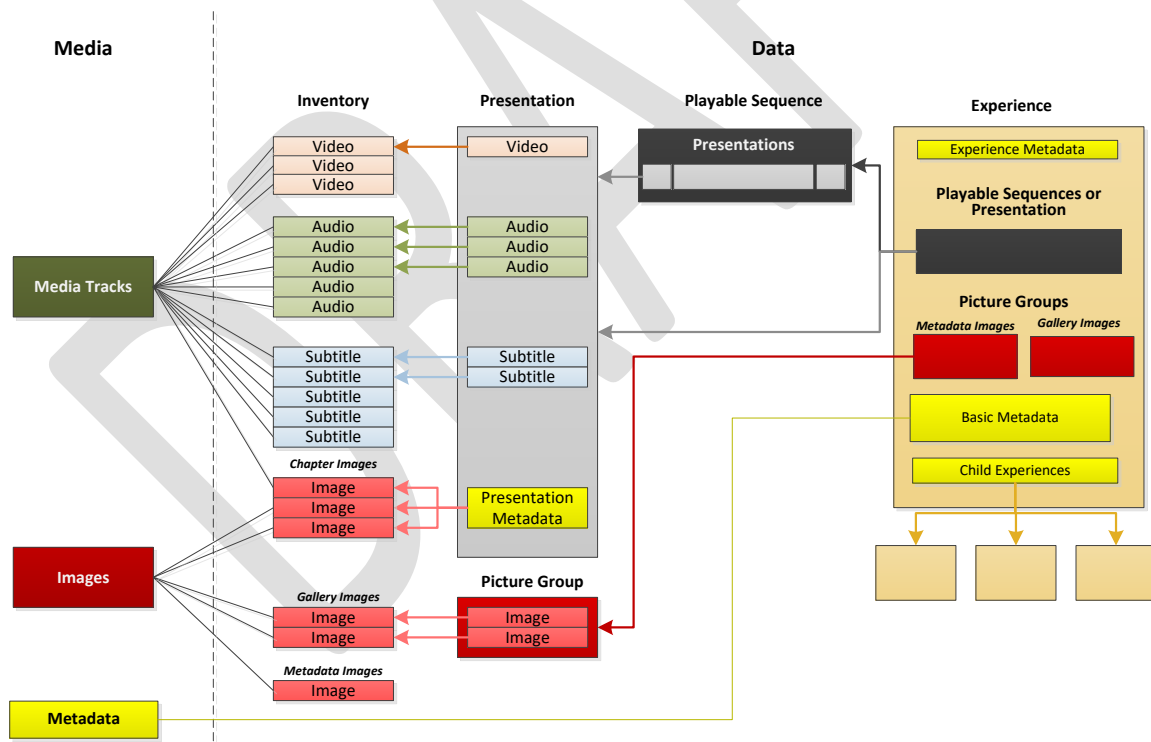 Media
Data
Inventory
Presentation
Playable Sequence
Experience
Video
Video
Video
Video
Presentations
Experience Metadata
Playable Sequences or
Presentation
Audio
Audio
Audio
Audio
Audio
Audio
Audio
Audio
Media Tracks
Picture Groups
Metadata Images
Gallery Images
Subtitle
Subtitle
Subtitle
Subtitle
Subtitle
Subtitle
Subtitle
Basic Metadata
Chapter Images
Child Experiences
Image
Image
Image
Presentation
Metadata
Images
Picture Group
Gallery Images
Image
Image
Image
Image
Metadata Images
Image
Metadata